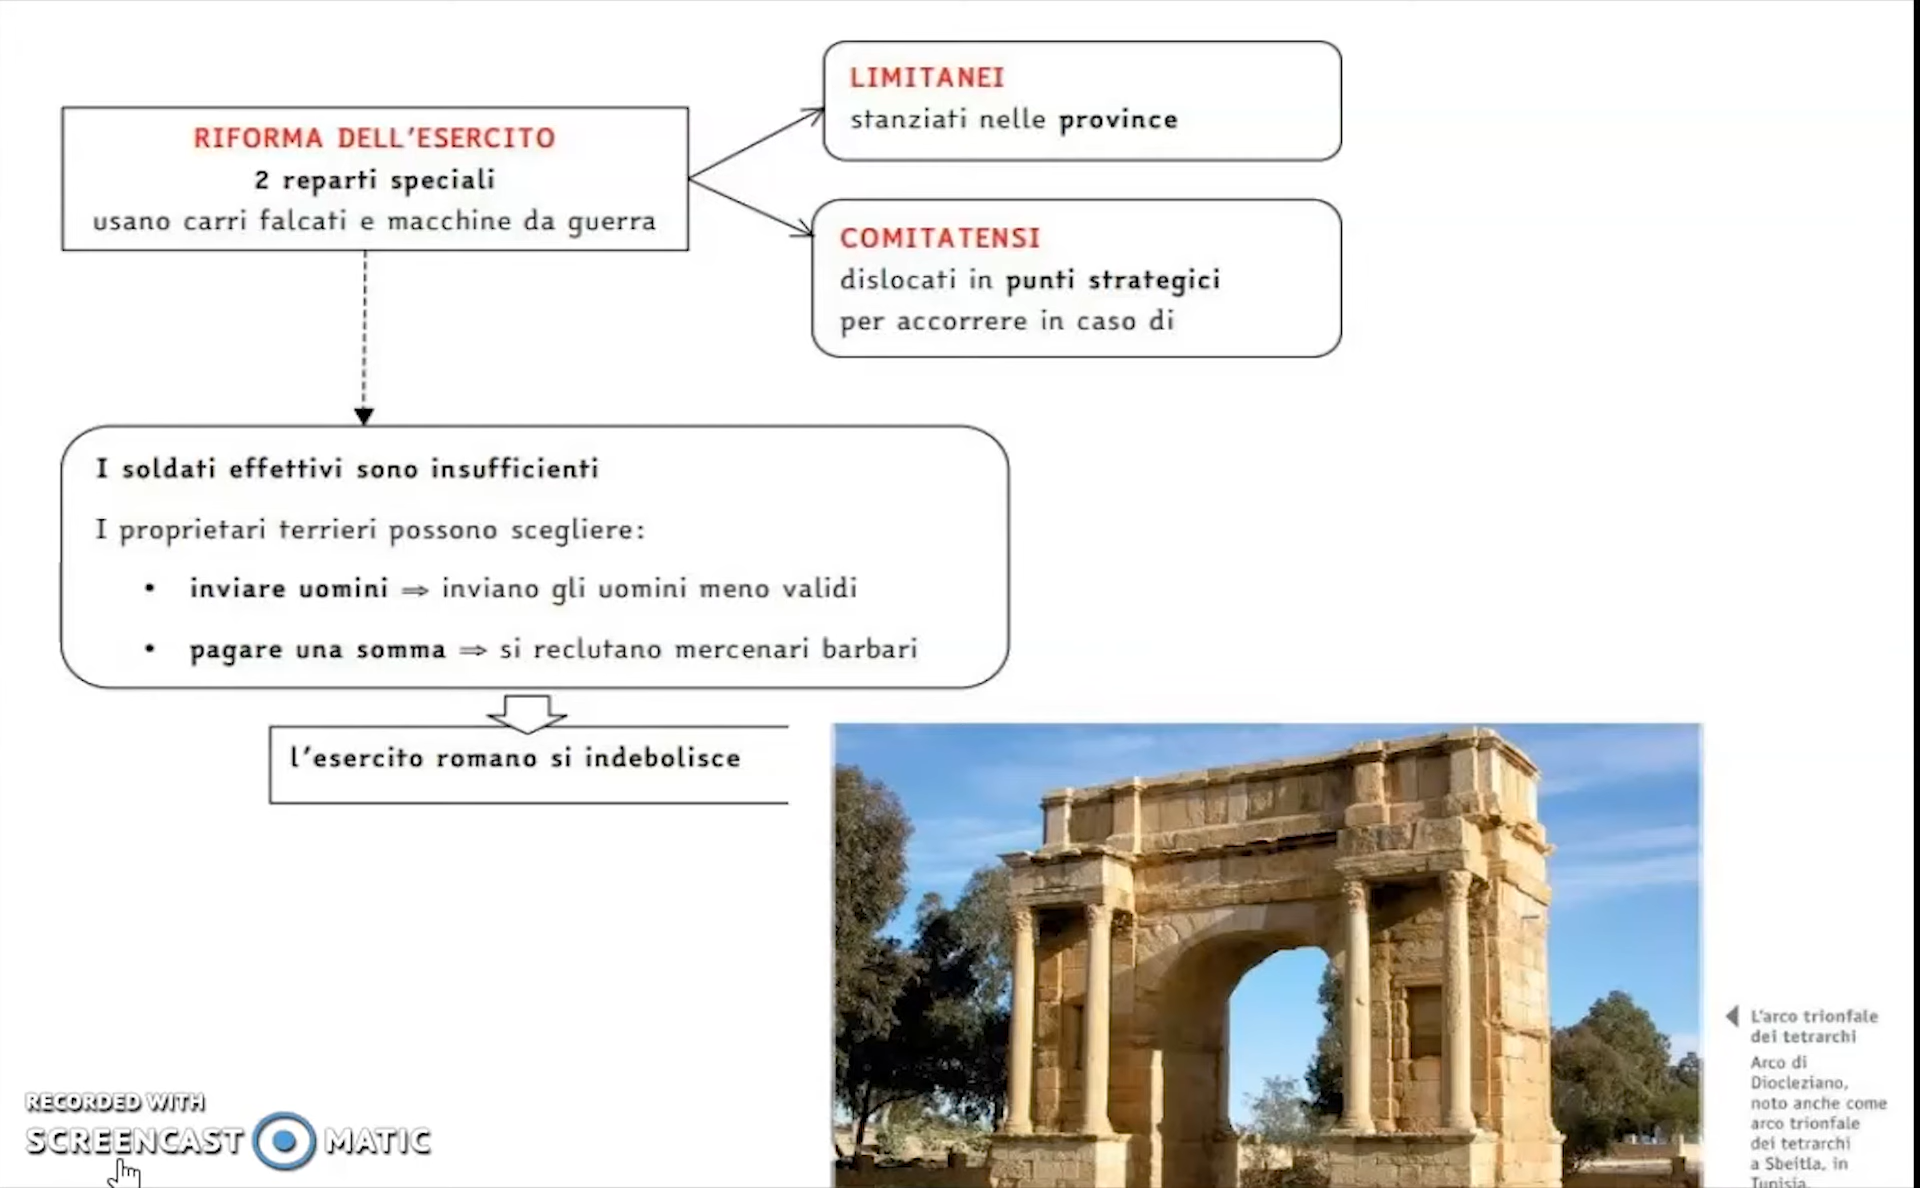 RIFORMA DELL'ESERCITO
2 reparti speciali
usano carri falcati e macchine da guerra
LIMITANEI
stanziati nelle province
COMITATENSI
dislocati in punti strategici
per accorrere in caso di
I soldati effettivi sono insufficienti
I proprietari terrieri possono scegliere:
• inviare uomini ⇒ inviano gli uomini meno validi
• pagare una somma ⇒ si reclutano mercenari barbari
l'esercito romano si indebolisce
L'arco trionfale
dei tetrarchi
Arco di
Diocleziano,
noto anche come
arco trionfale
dei tetrarchi
a Sbeitla, in
Tunisia.
RECORDED WITH
SCREENCAST MATIC